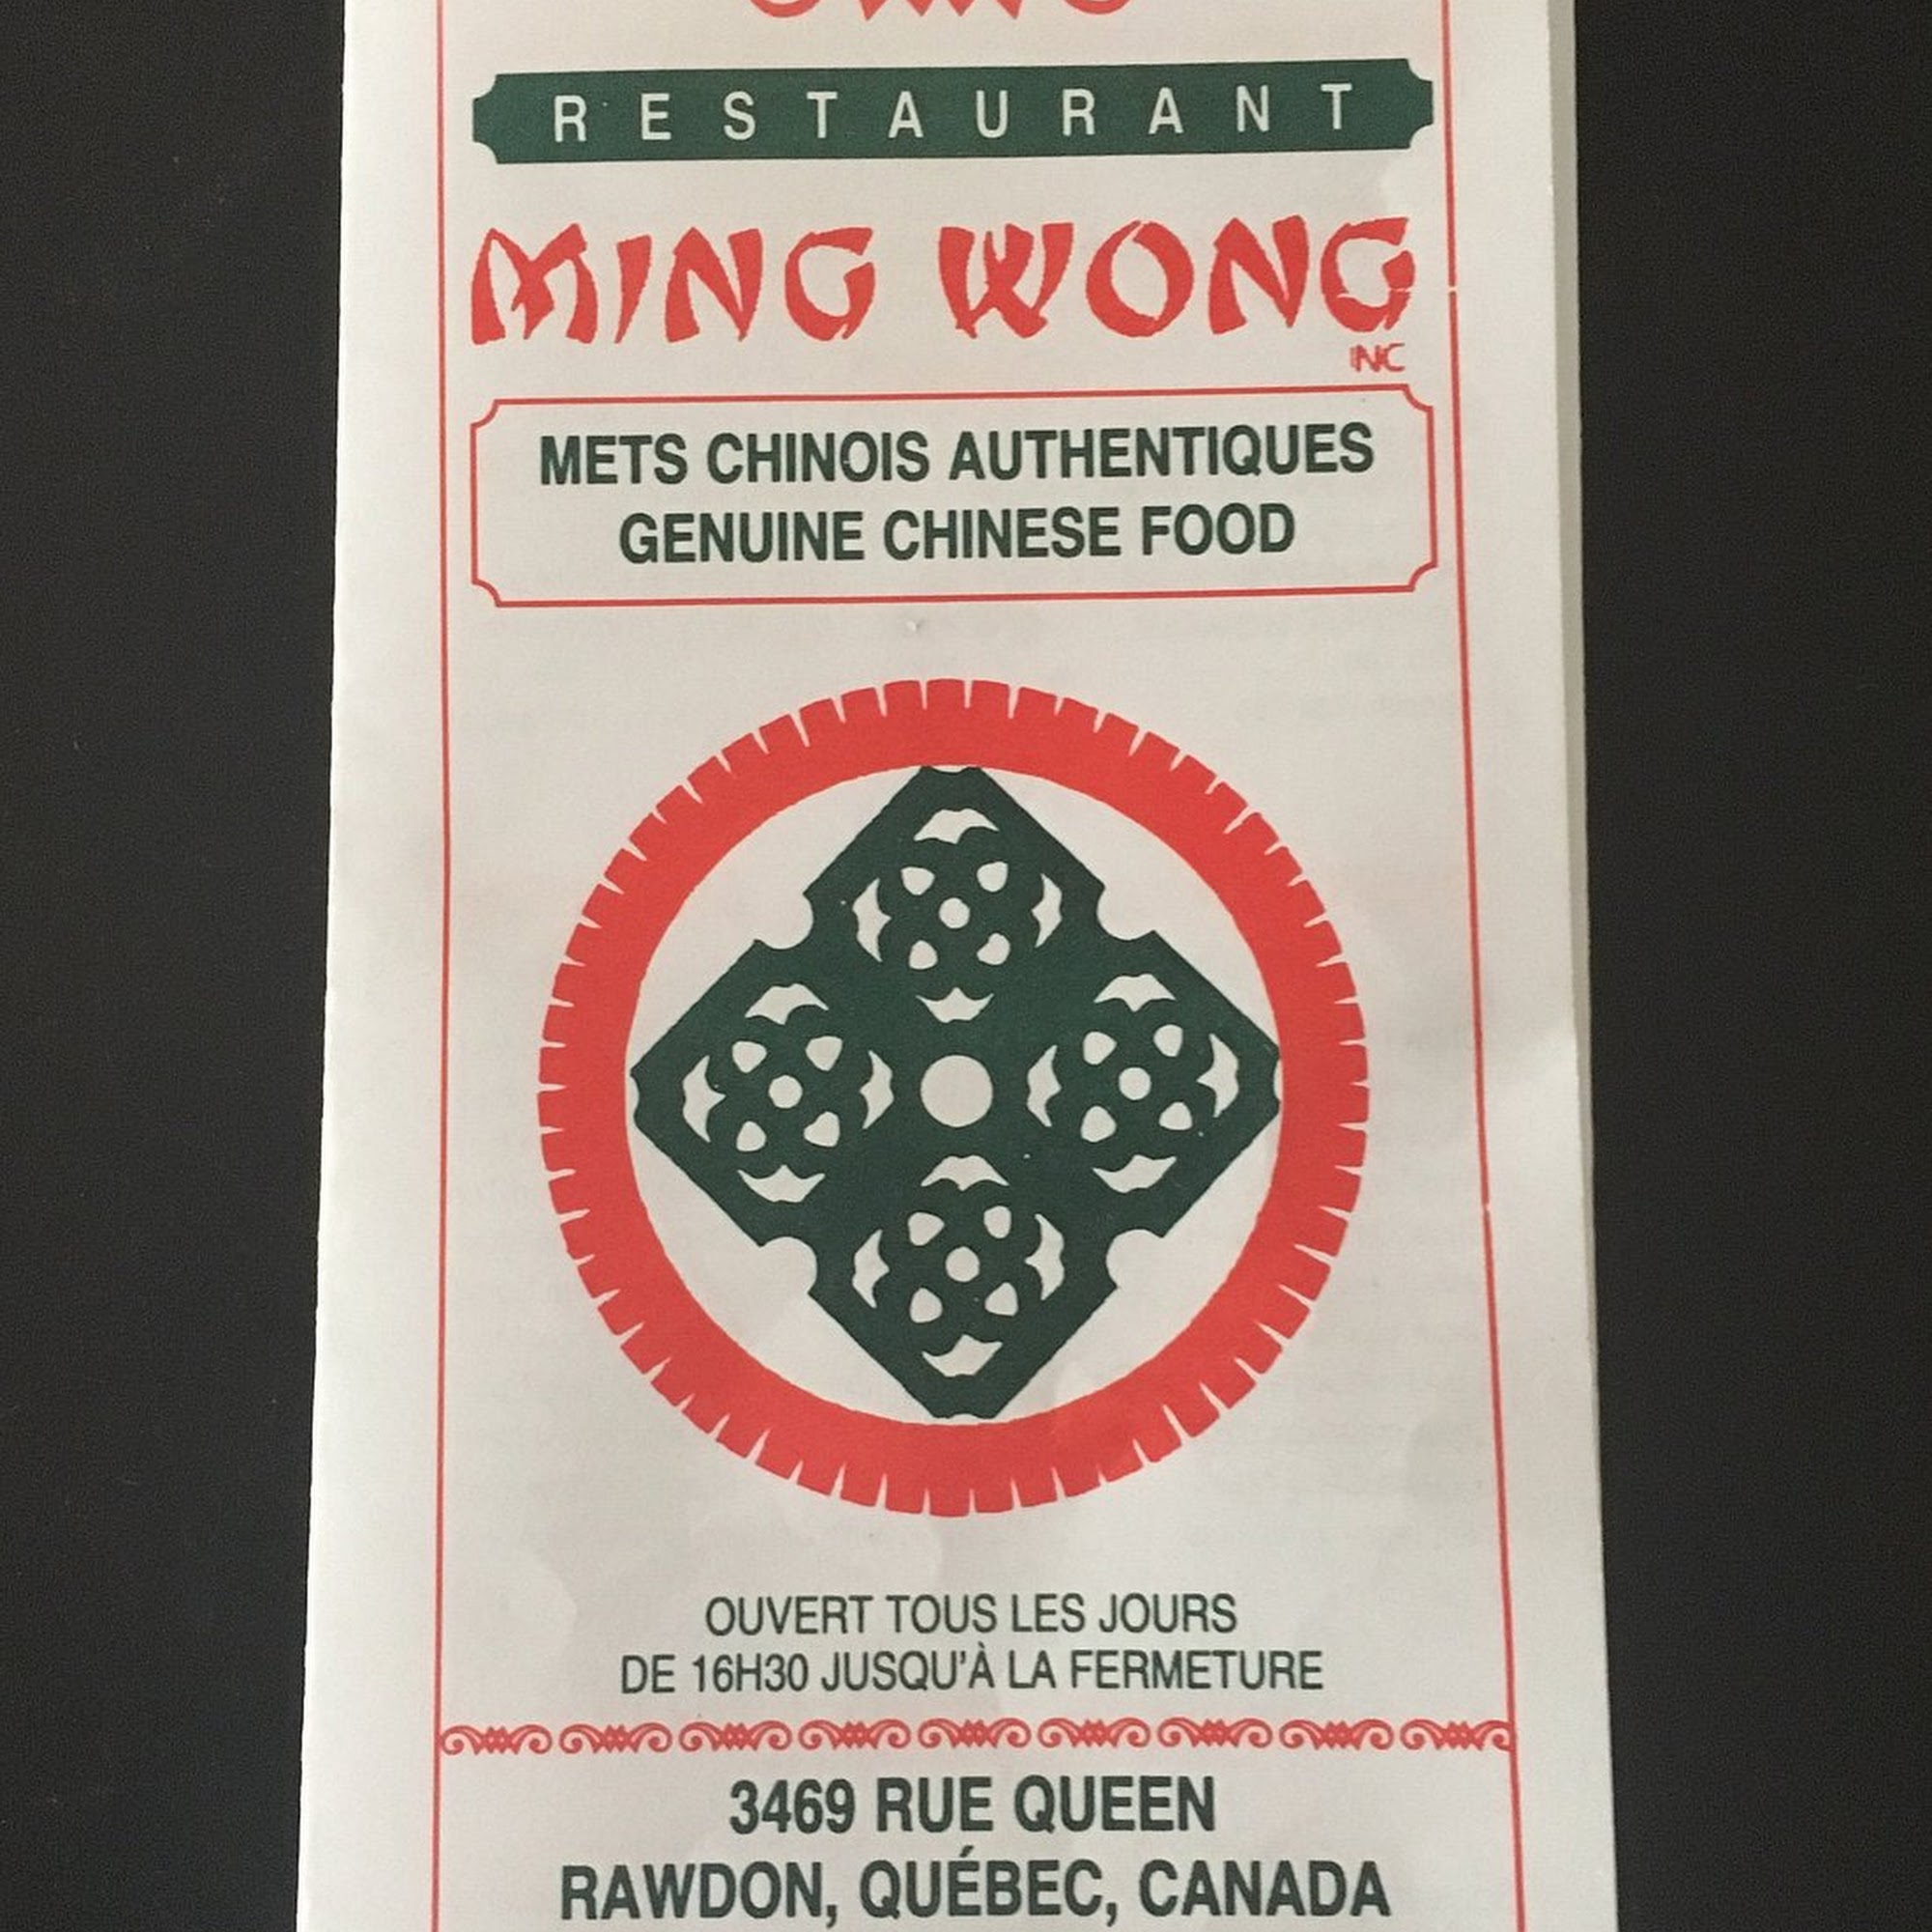 RESTAURANT
MING WONG
INC
METS CHINOIS AUTHENTIQUES
GENUINE CHINESE FOOD
OUVERT TOUS LES JOURS
DE 16H30 JUSQU'À LA FERMETURE
3469 RUE QUEEN
RAWDON, QUÉBEC, CANADA